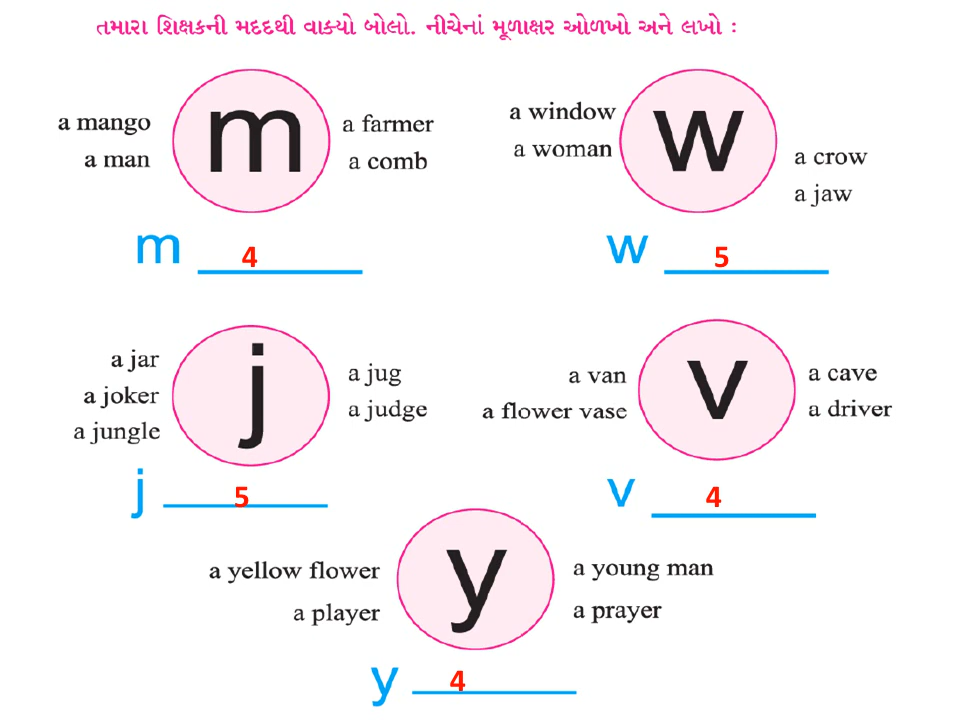 તમારા શિક્ષકની મદદથી વાક્યો બોલો. નીચેનાં મૂળાક્ષર ઓળખો અને લખો :
a mango
a man
m
a farmer
a comb
m 4
a window
a woman
w
a crow
a jaw
w 5
a jar
a joker
a jungle
j
a jug
a judge
j 5
a van
a flower vase
v
a cave
a driver
v 4
a yellow flower
a player
y
a young man
a prayer
y 4